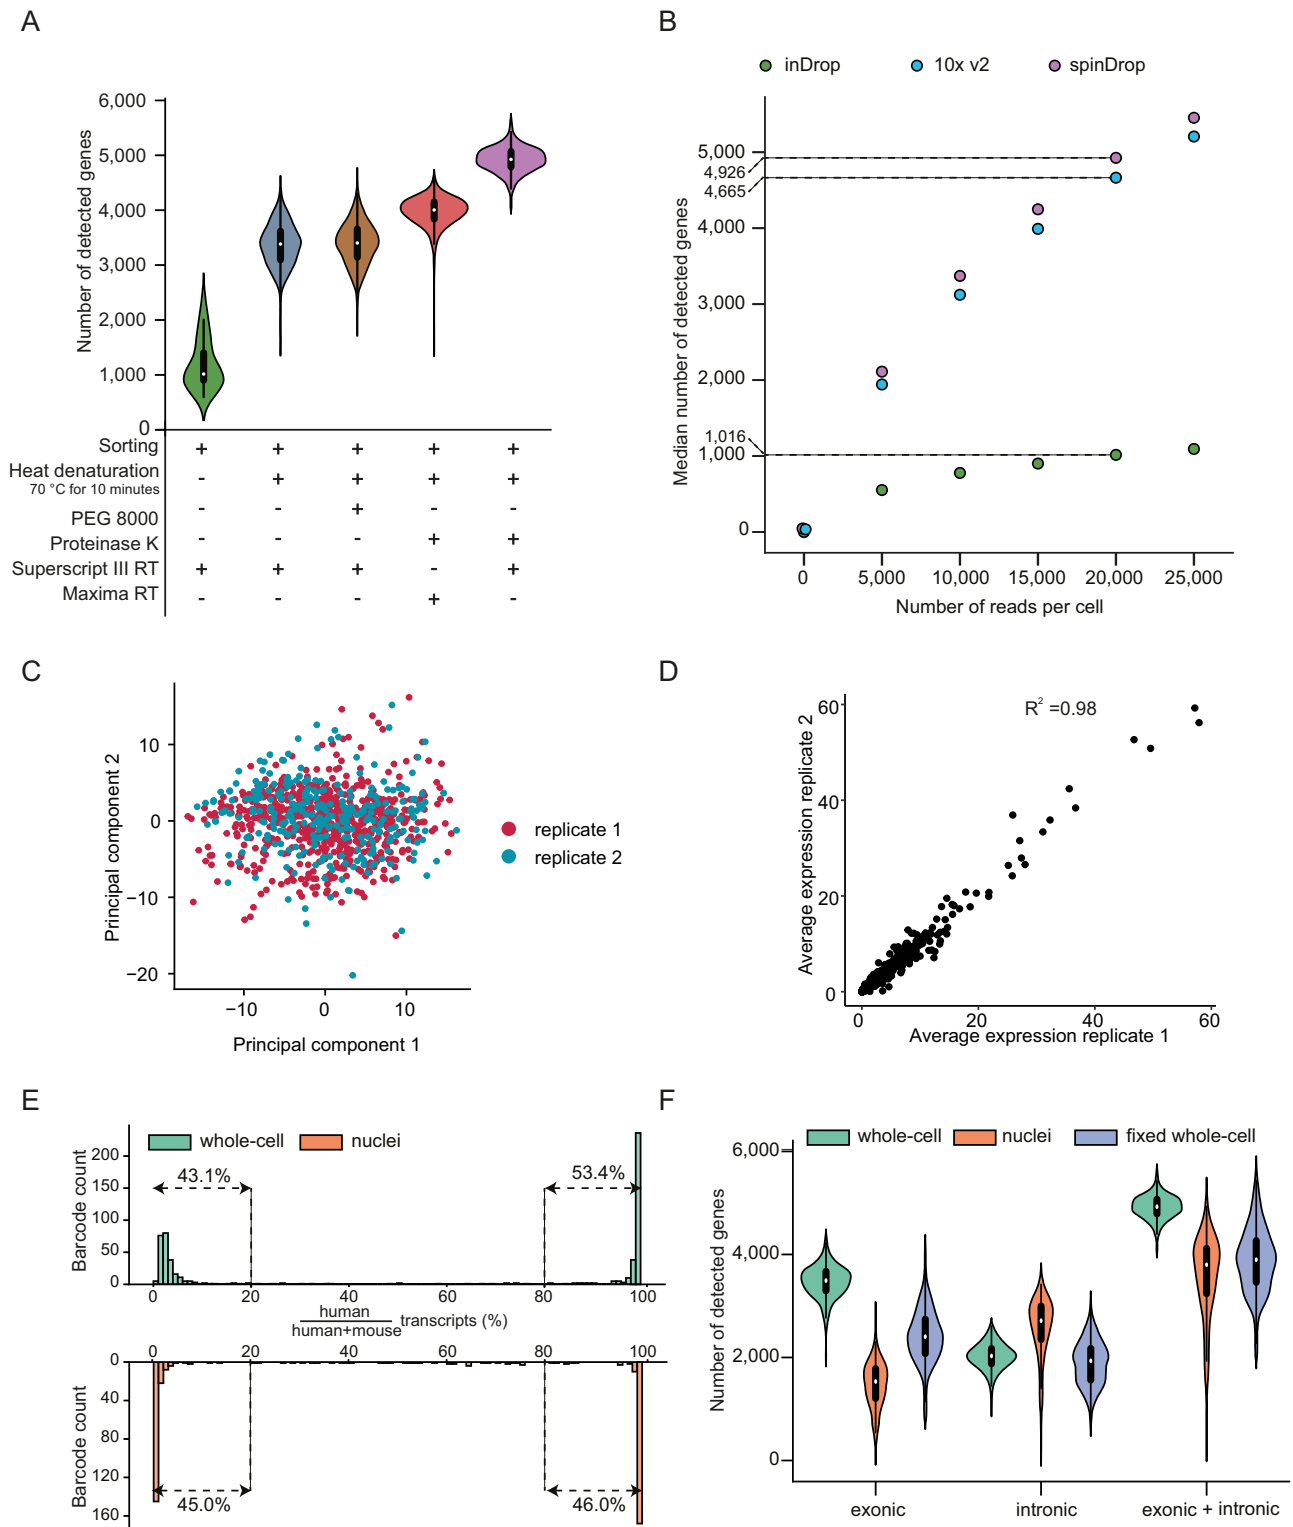 A
6,000
5,000
4,000
3,000
2,000
1,000
0
Number of detected genes
Sorting + + + + +
Heat denaturation - + + + +
70 °C for 10 minutes
PEG 8000 - - + - -
Proteinase K - - - + +
Superscript III RT + + + - +
Maxima RT - - - + -
B
inDrop 10x v2 spinDrop
5,000
4,926
4,665
4,000
3,000
2,000
1,016
1,000
0
Median number of detected genes
0 5,000 10,000 15,000 20,000 25,000
Number of reads per cell
C
10
0
−10
−20
Principal component 2
−10 0 10
Principal component 1
replicate 1
replicate 2
D
R² =0.98
60
40
20
0
Average expression replicate 2
0 20 40 60
Average expression replicate 1
E
whole-cell nuclei
200
150
100
50
0
Barcode count
43.1% 53.4%
0 20 40 60 80 100
human
human+mouse transcripts (%)
0 20 40 60 80 100
0
40
80
120
160
Barcode count
45.0% 46.0%
F
whole-cell nuclei fixed whole-cell
6,000
4,000
2,000
0
Number of detected genes
exonic intronic exonic + intronic